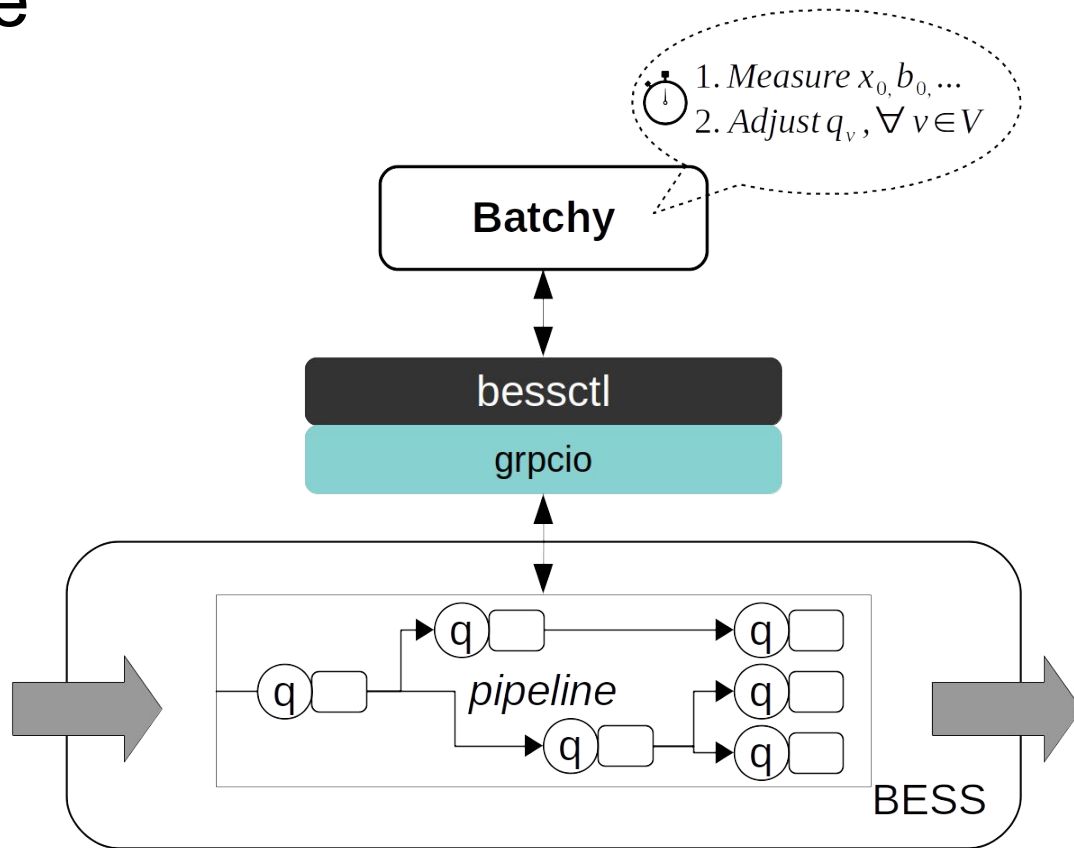 e
1. Measure x₀, b₀, ...
2. Adjust qᵥ, ∀ v∈V
Batchy
bessctl
grpcio
q
q
q
pipeline
q
q
q
BESS